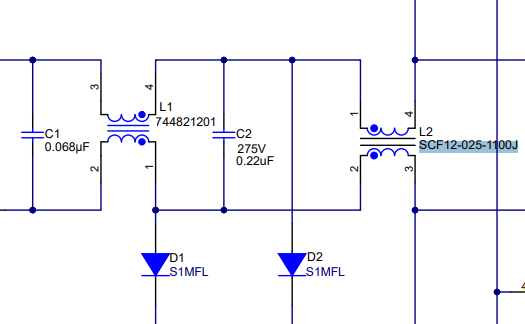 3
4
L1
744821201
2
1
C1
0.068µF
C2
275V
0.22uF
1
4
L2
SCF12-025-1100J
2
3
D1
S1MFL
D2
S1MFL
4